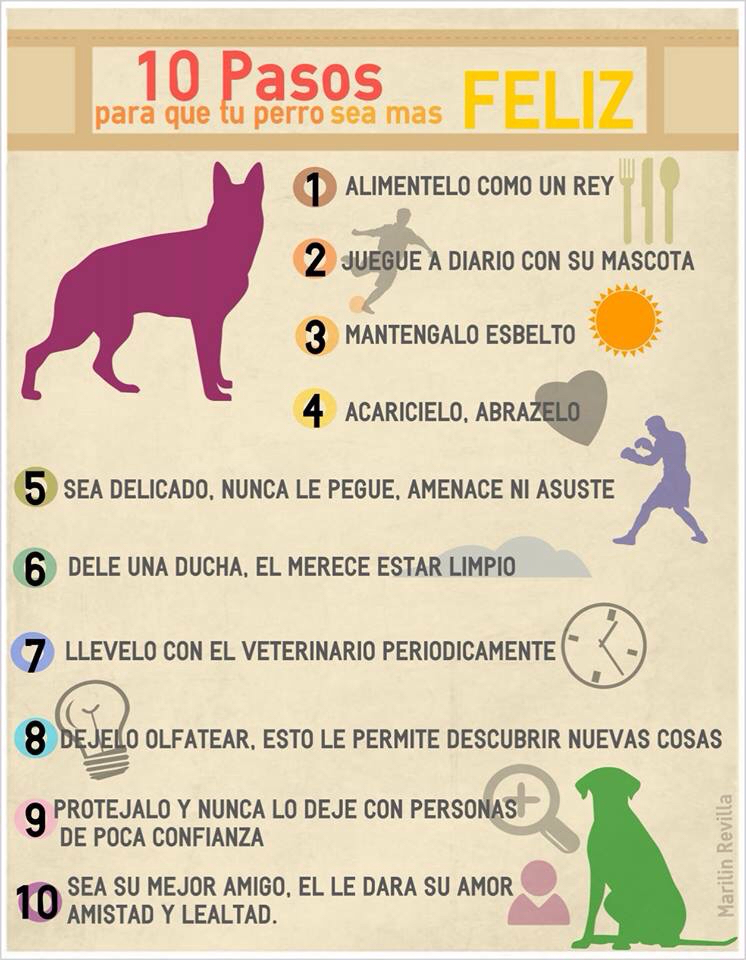 10 Pasos
para que tu perro sea mas FELIZ
1 ALIMENTELO COMO UN REY
2 JUEGUE A DIARIO CON SU MASCOTA
3 MANTENGALO ESBELTO
4 ACARICIELO, ABRAZELO
5 SEA DELICADO, NUNCA LE PEGUE, AMENACE NI ASUSTE
6 DELE UNA DUCHA, EL MERECE ESTAR LIMPIO
7 LLEVELO CON EL VETERINARIO PERIODICAMENTE
8 DEJELO OLFATEAR, ESTO LE PERMITE DESCUBRIR NUEVAS COSAS
9 PROTEJALO Y NUNCA LO DEJE CON PERSONAS
DE POCA CONFIANZA
10 SEA SU MEJOR AMIGO, EL LE DARA SU AMOR
AMISTAD Y LEALTAD.
Marilin Revilla